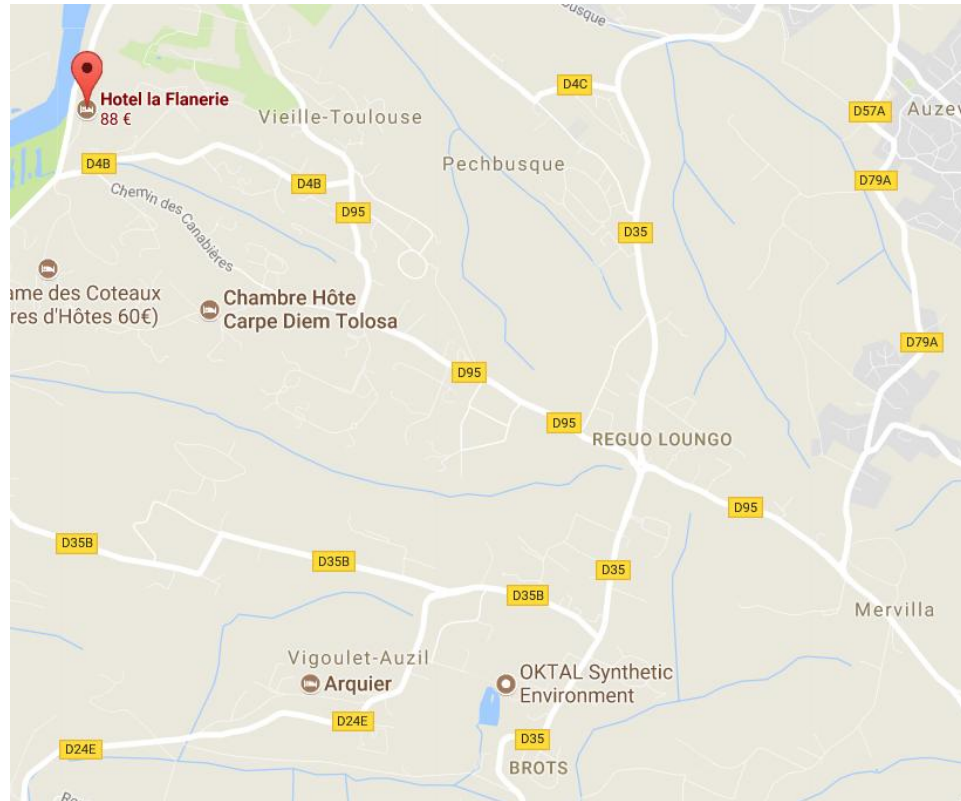 busque
D4C
Hotel la Flanerie
88 €
D57A
Auzev
Vieille-Toulouse
D4B
Pechbusque
D4B
D79A
Chemin des Canabières
D95
D35
ame des Coteaux
res d'Hôtes 60€)
Chambre Hôte
Carpe Diem Tolosa
D79A
D95
D95
REGUO LOUNGO
D95
D35B
D35B
D35
D35B
Mervilla
Vigoulet-Auzil
Arquier
OKTAL Synthetic
Environment
D24E
D24E
D35
BROTS